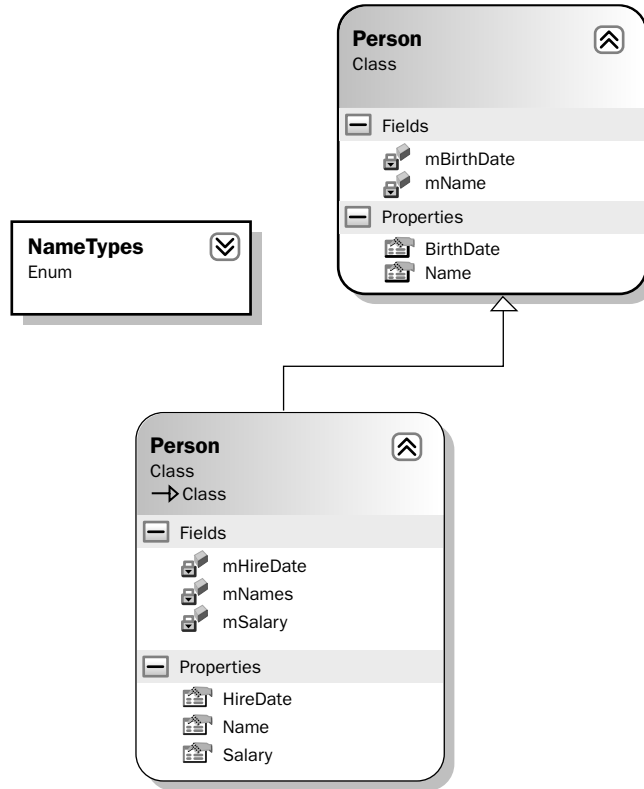 Person
Class
Fields
mBirthDate
mName
Properties
BirthDate
Name
NameTypes
Enum
Person
Class
Class
Fields
mHireDate
mNames
mSalary
Properties
HireDate
Name
Salary